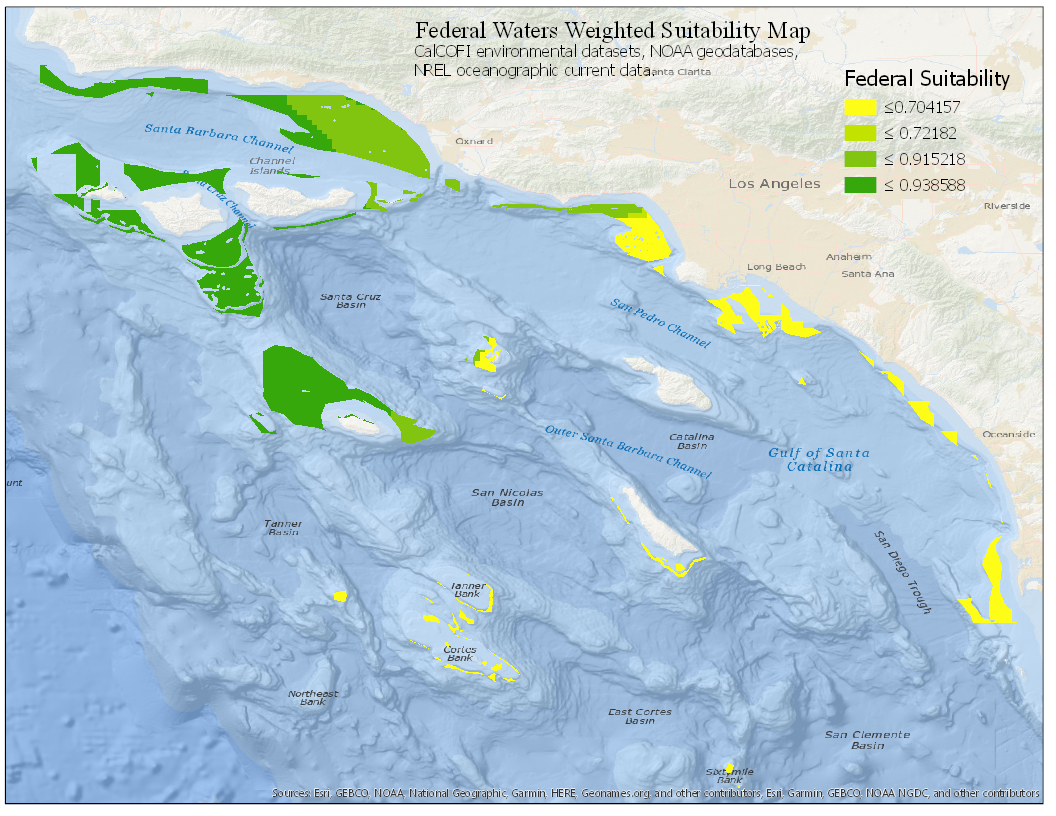 Federal Waters Weighted Suitability Map
CalCOFI environmental datasets, NOAA geodatabases,
NREL oceanographic current data.
Santa Clarita
Federal Suitability
≤0.704157
≤0.72182
≤ 0.915218
≤ 0.938588
Santa Barbara Channel
Oxnard
Channel
Islands
Los Angeles
Riverside
Anaheim
Long Beach
Santa Ana
Santa Cruz
Basin
San Pedro Channel
Outer Santa Barbara Channel
Catalina
Basin
Gulf of Santa
Catalina
Oceanside
unt
San Nicolas
Basin
Tanner
Basin
San Diego Trough
Tanner
Bank
Cortes
Bank
Northeast
Bank
East Cortes
Basin
San Clemente
Basin
Sixtymile
Bank
Sources: Esri, GEBCO, NOAA, National Geographic, Garmin, HERE, Geonames.org, and other contributors, Esri, Garmin, GEBCO, NOAA NGDC, and other contributors